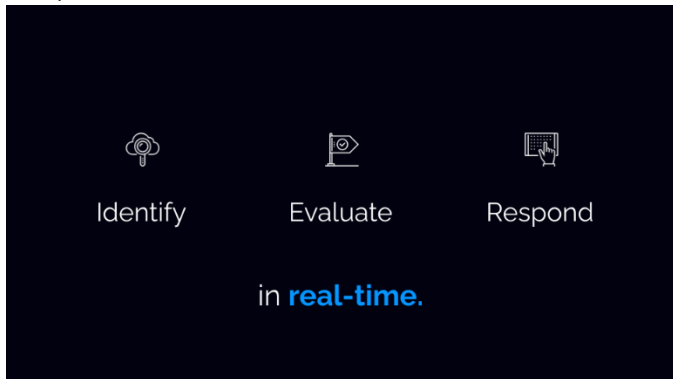 Identify Evaluate Respond
in real-time.